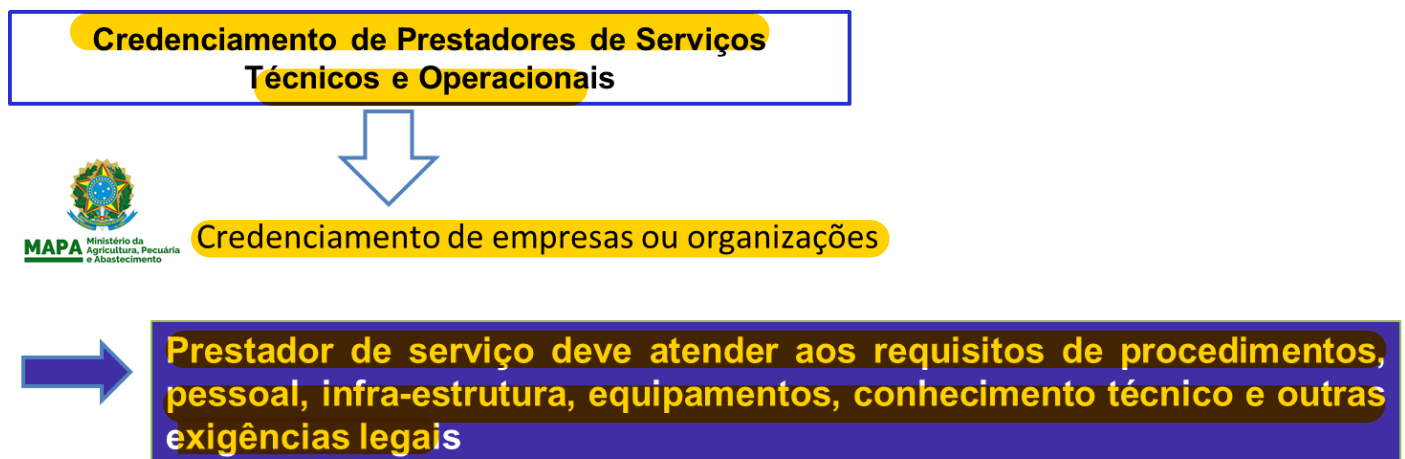 Credenciamento de Prestadores de Serviços
Técnicos e Operacionais
MAPA
Ministério da
Agricultura, Pecuária
e Abastecimento
Credenciamento de empresas ou organizações
Prestador de serviço deve atender aos requisitos de procedimentos,
pessoal, infra-estrutura, equipamentos, conhecimento técnico e outras
exigências legais